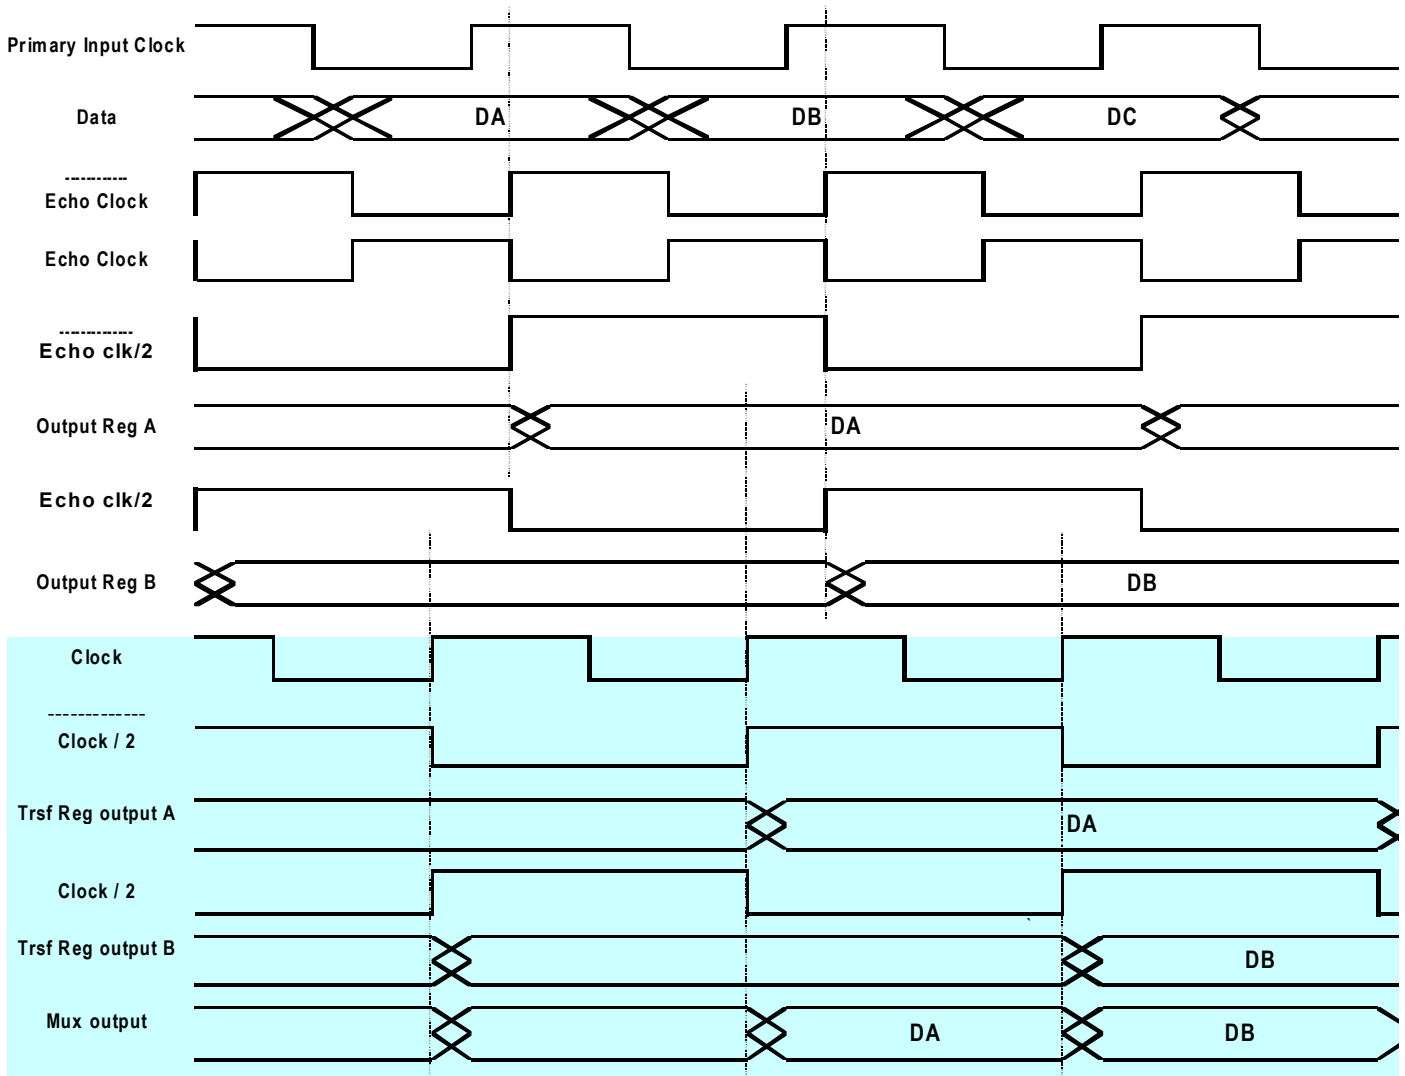 Primary Input Clock
Data
DA
DB
DC
Echo Clock
Echo Clock
Echo clk/2
Output Reg A
DA
Echo clk/2
Output Reg B
DB
Clock
Clock / 2
Trsf Reg output A
DA
Clock / 2
Trsf Reg output B
DB
Mux output
DA
DB